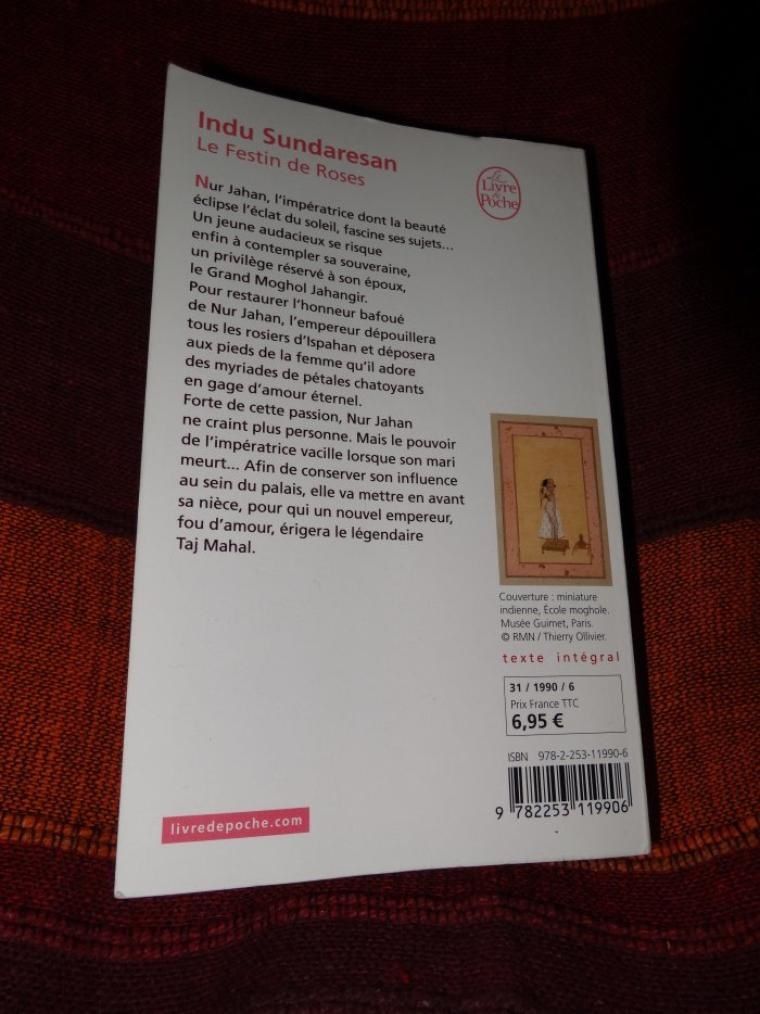 Indu Sundaresan
Le Festin de Roses
Le
Livre
de
Poche
Nur Jahan, l'impératrice dont la beauté
éclipse l'éclat du soleil, fascine ses sujets...
Un jeune audacieux se risque
enfin à contempler sa souveraine,
un privilège réservé à son époux,
le Grand Moghol Jahangir.
Pour restaurer l'honneur bafoué
de Nur Jahan, l'empereur dépouillera
tous les rosiers d'Ispahan et déposera
aux pieds de la femme qu'il adore
des myriades de pétales chatoyants
en gage d'amour éternel.
Forte de cette passion, Nur Jahan
ne craint plus personne. Mais le pouvoir
de l'impératrice vacille lorsque son mari
meurt... Afin de conserver son influence
au sein du palais, elle va mettre en avant
sa nièce, pour qui un nouvel empereur,
fou d'amour, érigera le légendaire
Taj Mahal.
Couverture : miniature
indienne, École moghole.
Musée Guimet, Paris.
© RMN / Thierry Ollivier.
texte intégral
31 / 1990 / 6
Prix France TTC
6,95 €
ISBN 978-2-253-11990-6
9 782253 119906
livredepoche.com